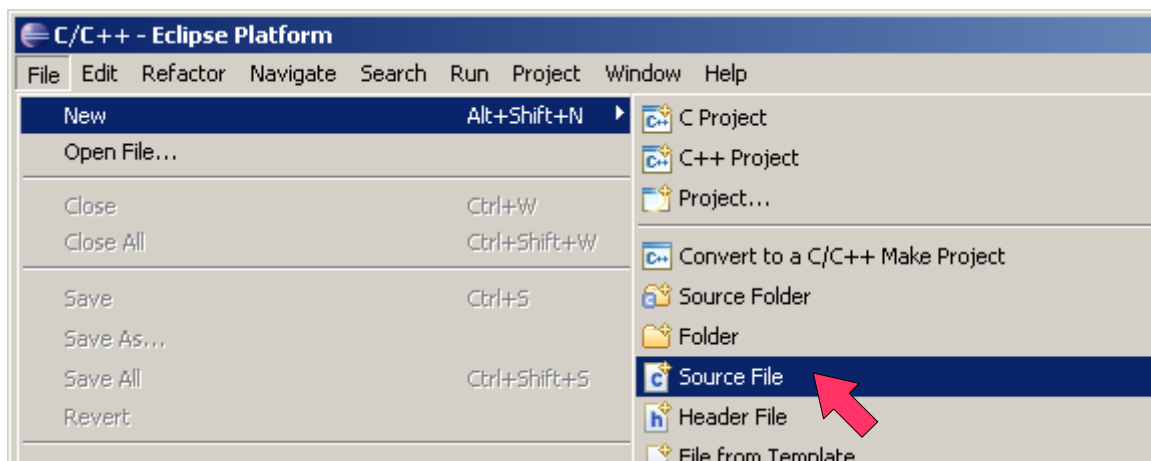 C/C++ - Eclipse Platform
File Edit Refactor Navigate Search Run Project Window Help
New Alt+Shift+N
Open File...
Close Ctrl+W
Close All Ctrl+Shift+W
Save Ctrl+S
Save As...
Save All Ctrl+Shift+S
Revert
C Project
C++ Project
Project...
Convert to a C/C++ Make Project
Source Folder
Folder
Source File
Header File
File from Template